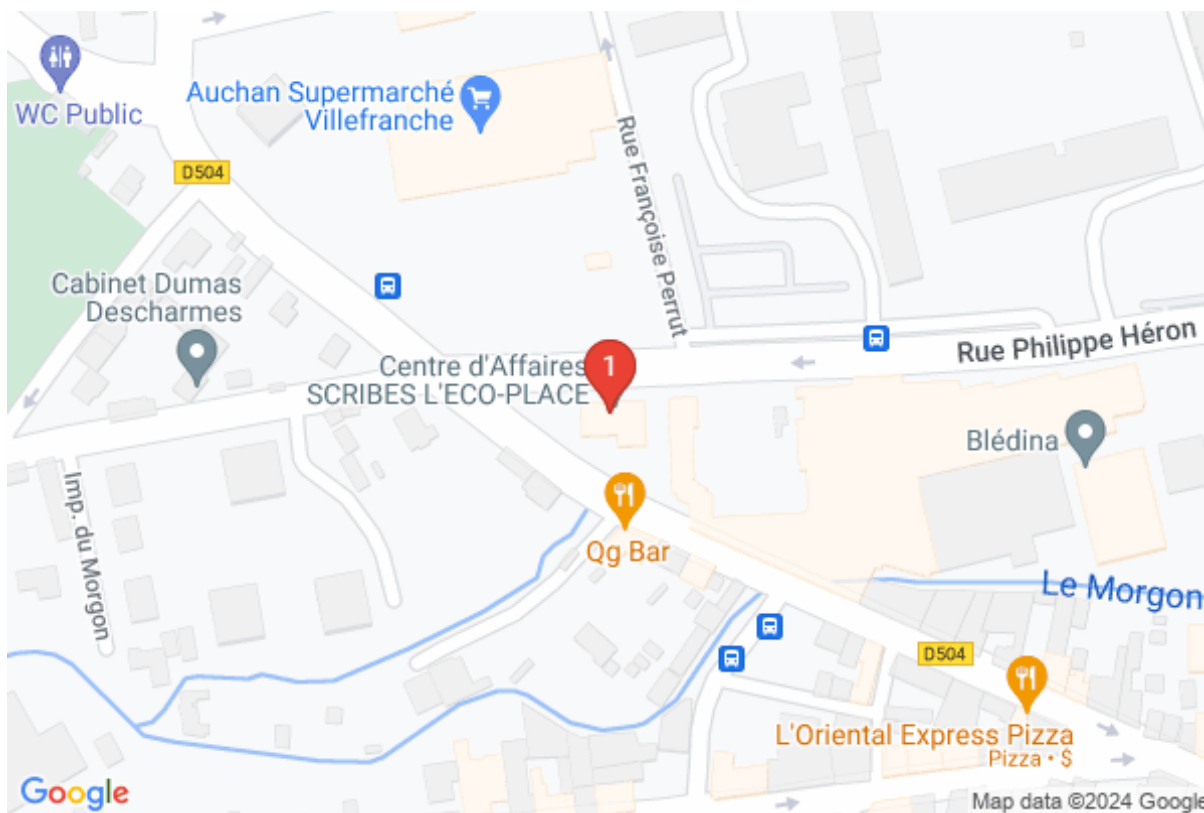 WC Public
Auchan Supermarché
Villefranche
D504
Rue Françoise Perrut
Cabinet Dumas
Descharmes
Centre d'Affaires
SCRIBES L'ECO-PLACE
1
Rue Philippe Héron
Blédina
Imp. du Morgon
Qg Bar
Le Morgon
D504
L'Oriental Express Pizza
Pizza • $
Google
Map data ©2024 Google